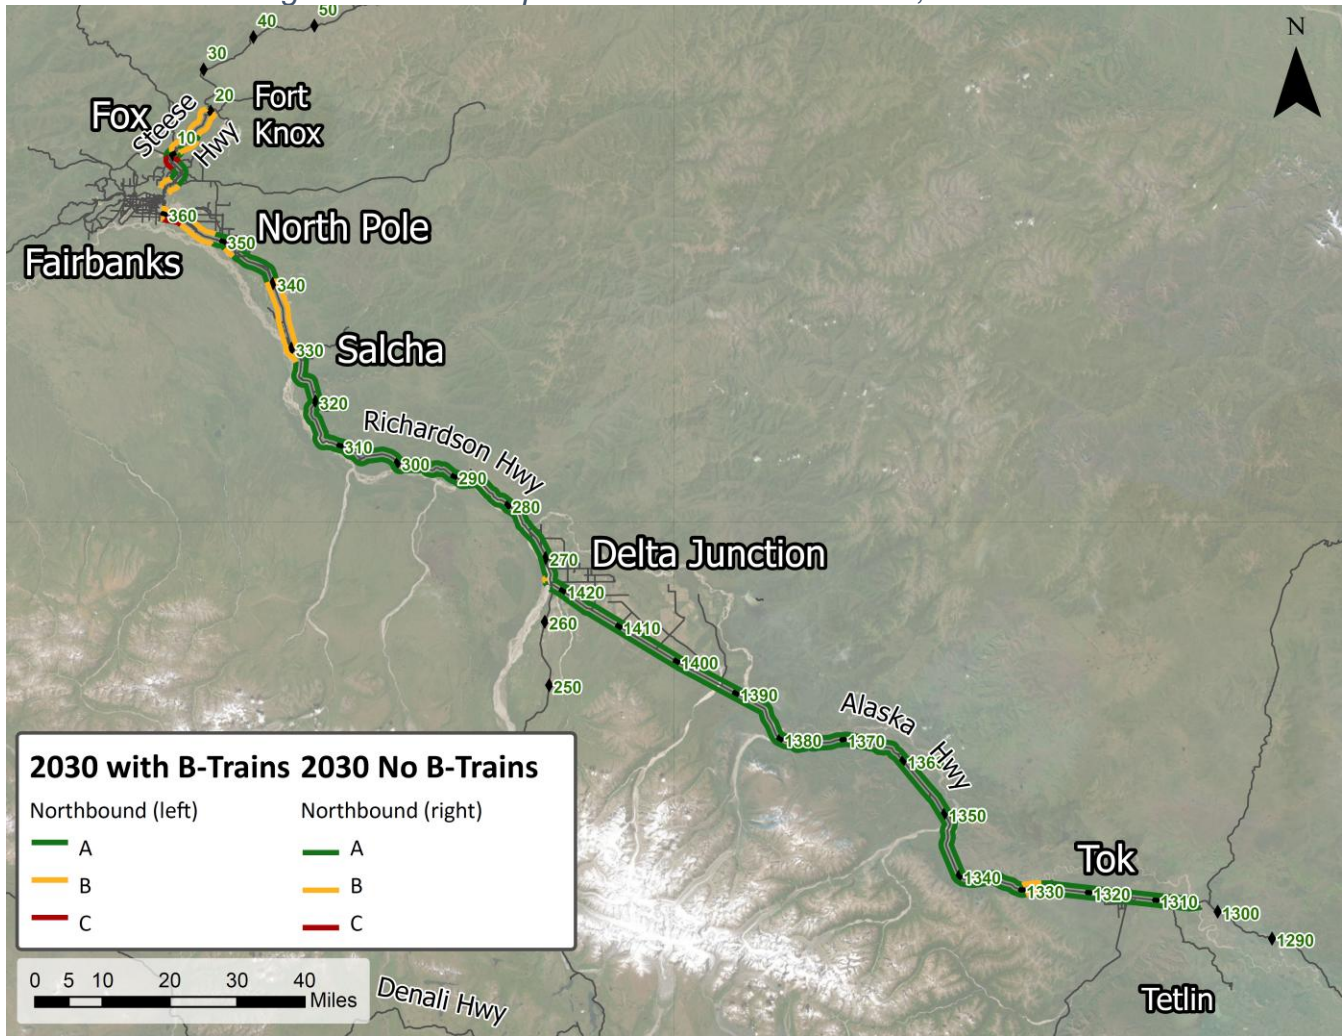 50
40
30
N
20
Fort
Knox
Fox
Steese
Hwy
10
360
North Pole
350
Fairbanks
340
330
Salcha
320
Richardson Hwy
310
300
290
280
270
Delta Junction
1420
260
1410
1400
250
1390
Alaska
Hwy
1380
1370
1350
2030 with B-Trains 2030 No B-Trains
Northbound (left) Northbound (right)
A A
B B
C C
Tok
1340
1330
1320
1310
1300
1290
0 5 10 20 30 40
Miles
Denali Hwy
Tetlin